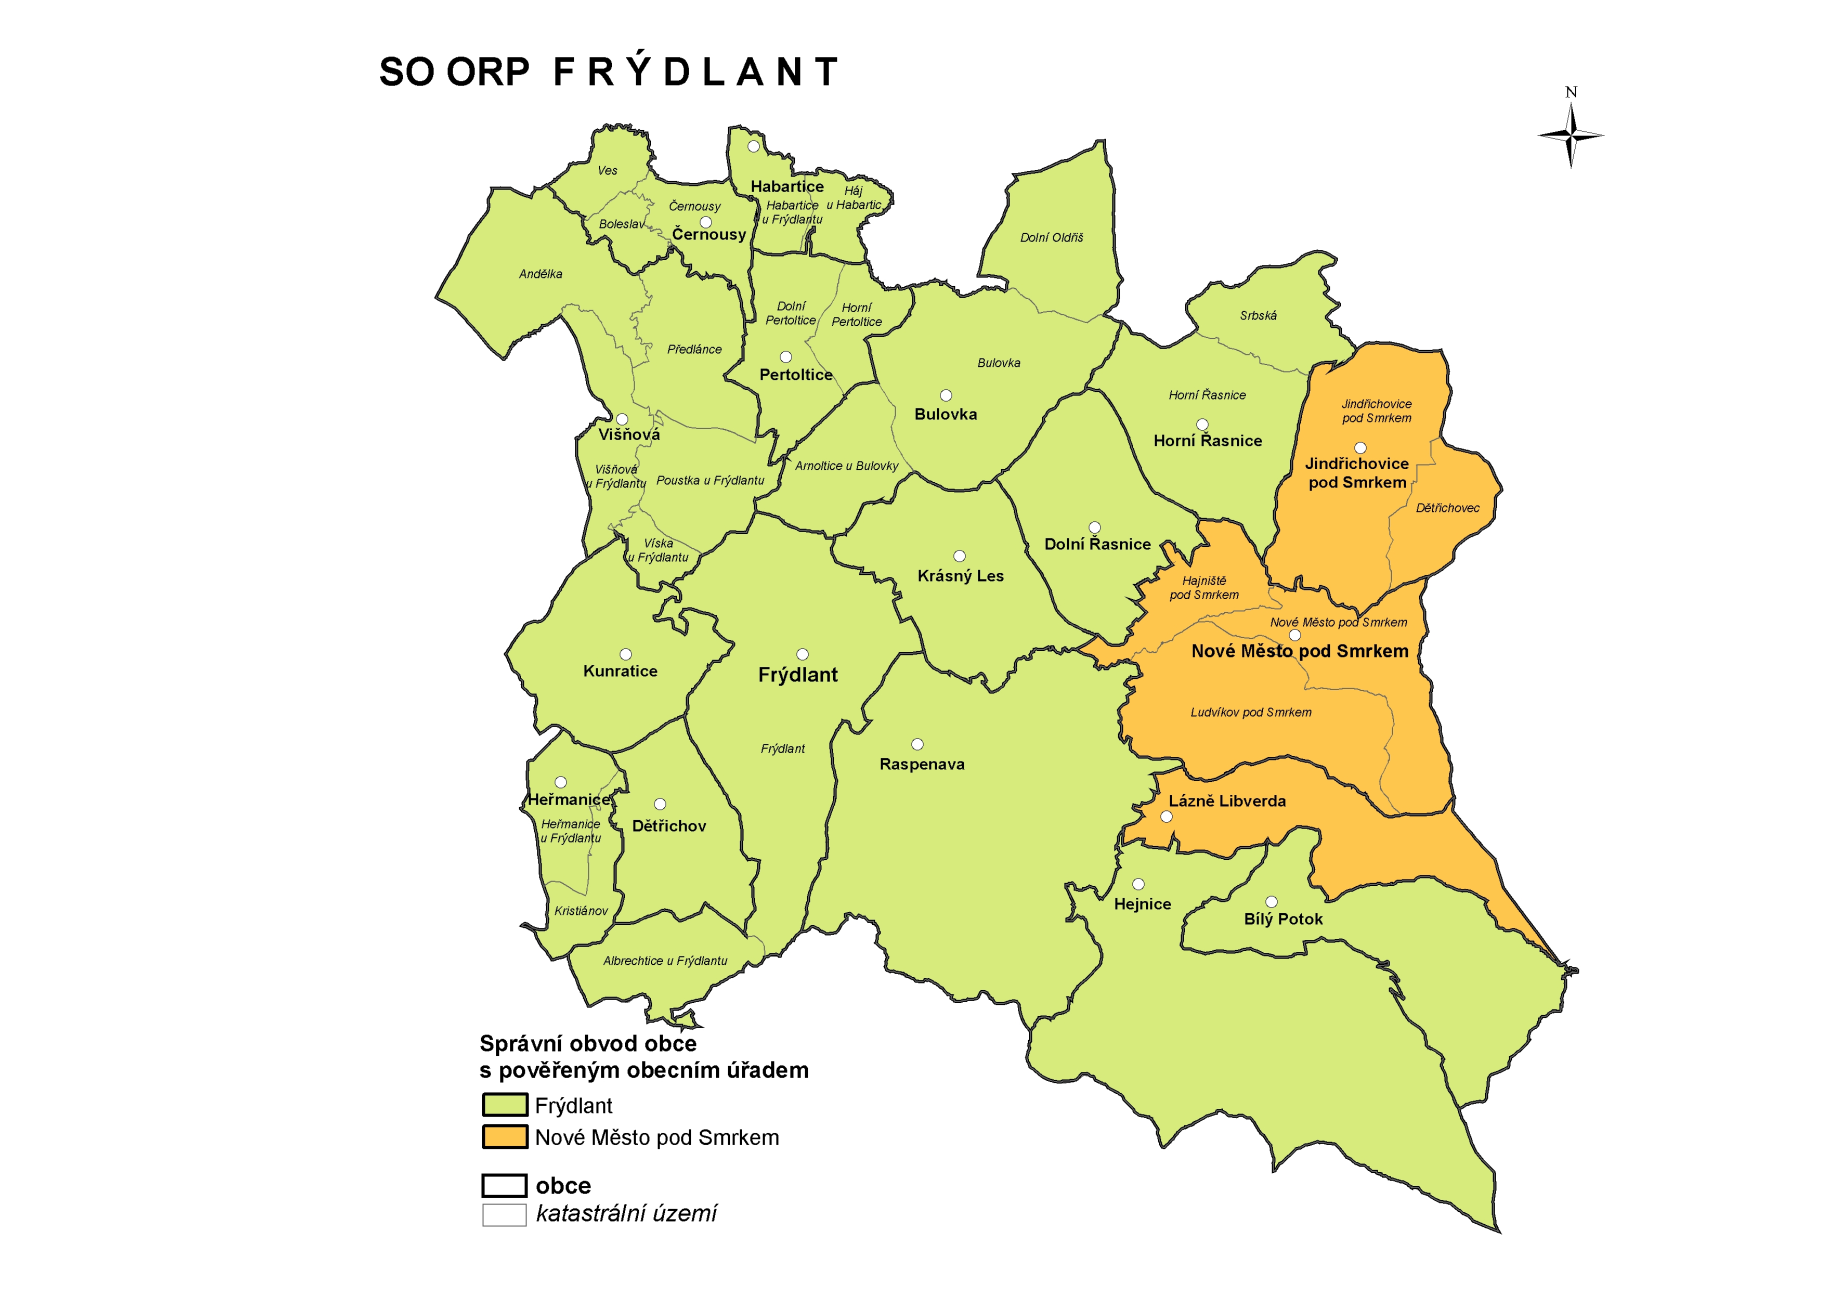 SO ORP F R Ý D L A N T
N
Ves
Habartice
Háj
u Habartic
Černousy
Habartice
u Frýdlantu
Boleslav
Černousy
Dolní Oldřiš
Andělka
Dolní
Pertoltice
Horní
Pertoltice
Srbská
Předlánce
Bulovka
Pertoltice
Horní Řasnice
Jindřichovice
pod Smrkem
Bulovka
Višňová
Horní Řasnice
Višňová
u Frýdlantu
Poustka u Frýdlantu
Arnoltice u Bulovky
Jindřichovice
pod Smrkem
Dětřichovec
Víska
u Frýdlantu
Dolní Řasnice
Krásný Les
Hajniště
pod Smrkem
Nové Město pod Smrkem
Nové Město pod Smrkem
Kunratice
Frýdlant
Ludvíkov pod Smrkem
Frýdlant
Raspenava
Heřmanice
Lázně Libverda
Heřmanice
u Frýdlantu
Dětřichov
Hejnice
Kristiánov
Bílý Potok
Albrechtice u Frýdlantu
Správní obvod obce
s pověřeným obecním úřadem
Frýdlant
Nové Město pod Smrkem
obce
katastrální území